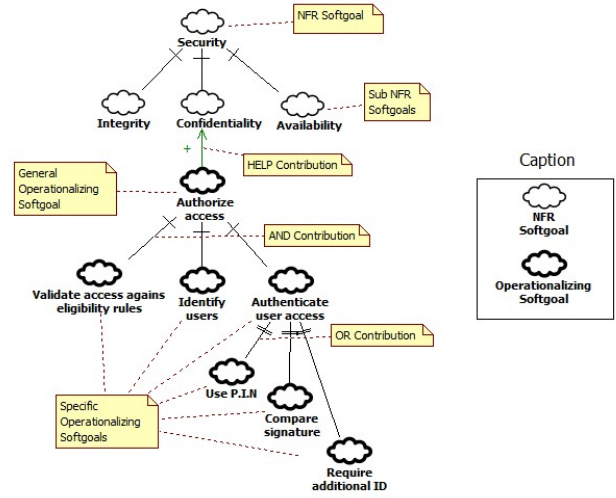 NFR Softgoal
Security
Sub NFR
Softgoals
Integrity
Confidentiality
Availability
+
HELP Contribution
General
Operationalizing
Softgoal
Authorize
access
AND Contribution
Validate access agains
eligibility rules
Identify
users
Authenticate
user access
OR Contribution
Use P.I.N
Specific
Operationalizing
Softgoals
Compare
signature
Require
additional ID
Caption
NFR
Softgoal
Operationalizing
Softgoal